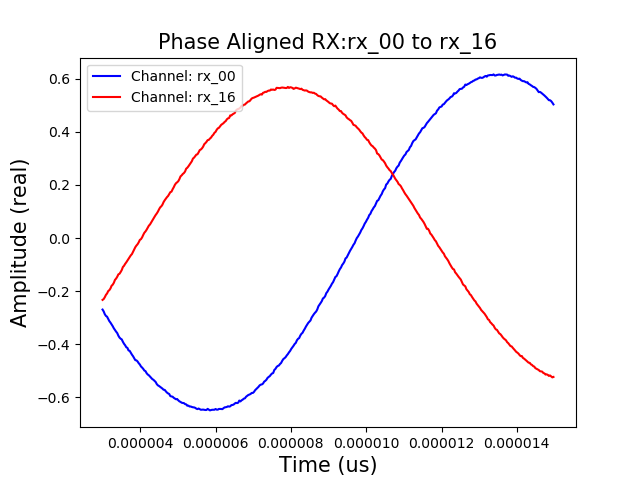 Phase Aligned RX:rx_00 to rx_16
Channel: rx_00
Channel: rx_16
Amplitude (real)
0.6
0.4
0.2
0.0
−0.2
−0.4
−0.6
0.000004 0.000006 0.000008 0.000010 0.000012 0.000014
Time (us)